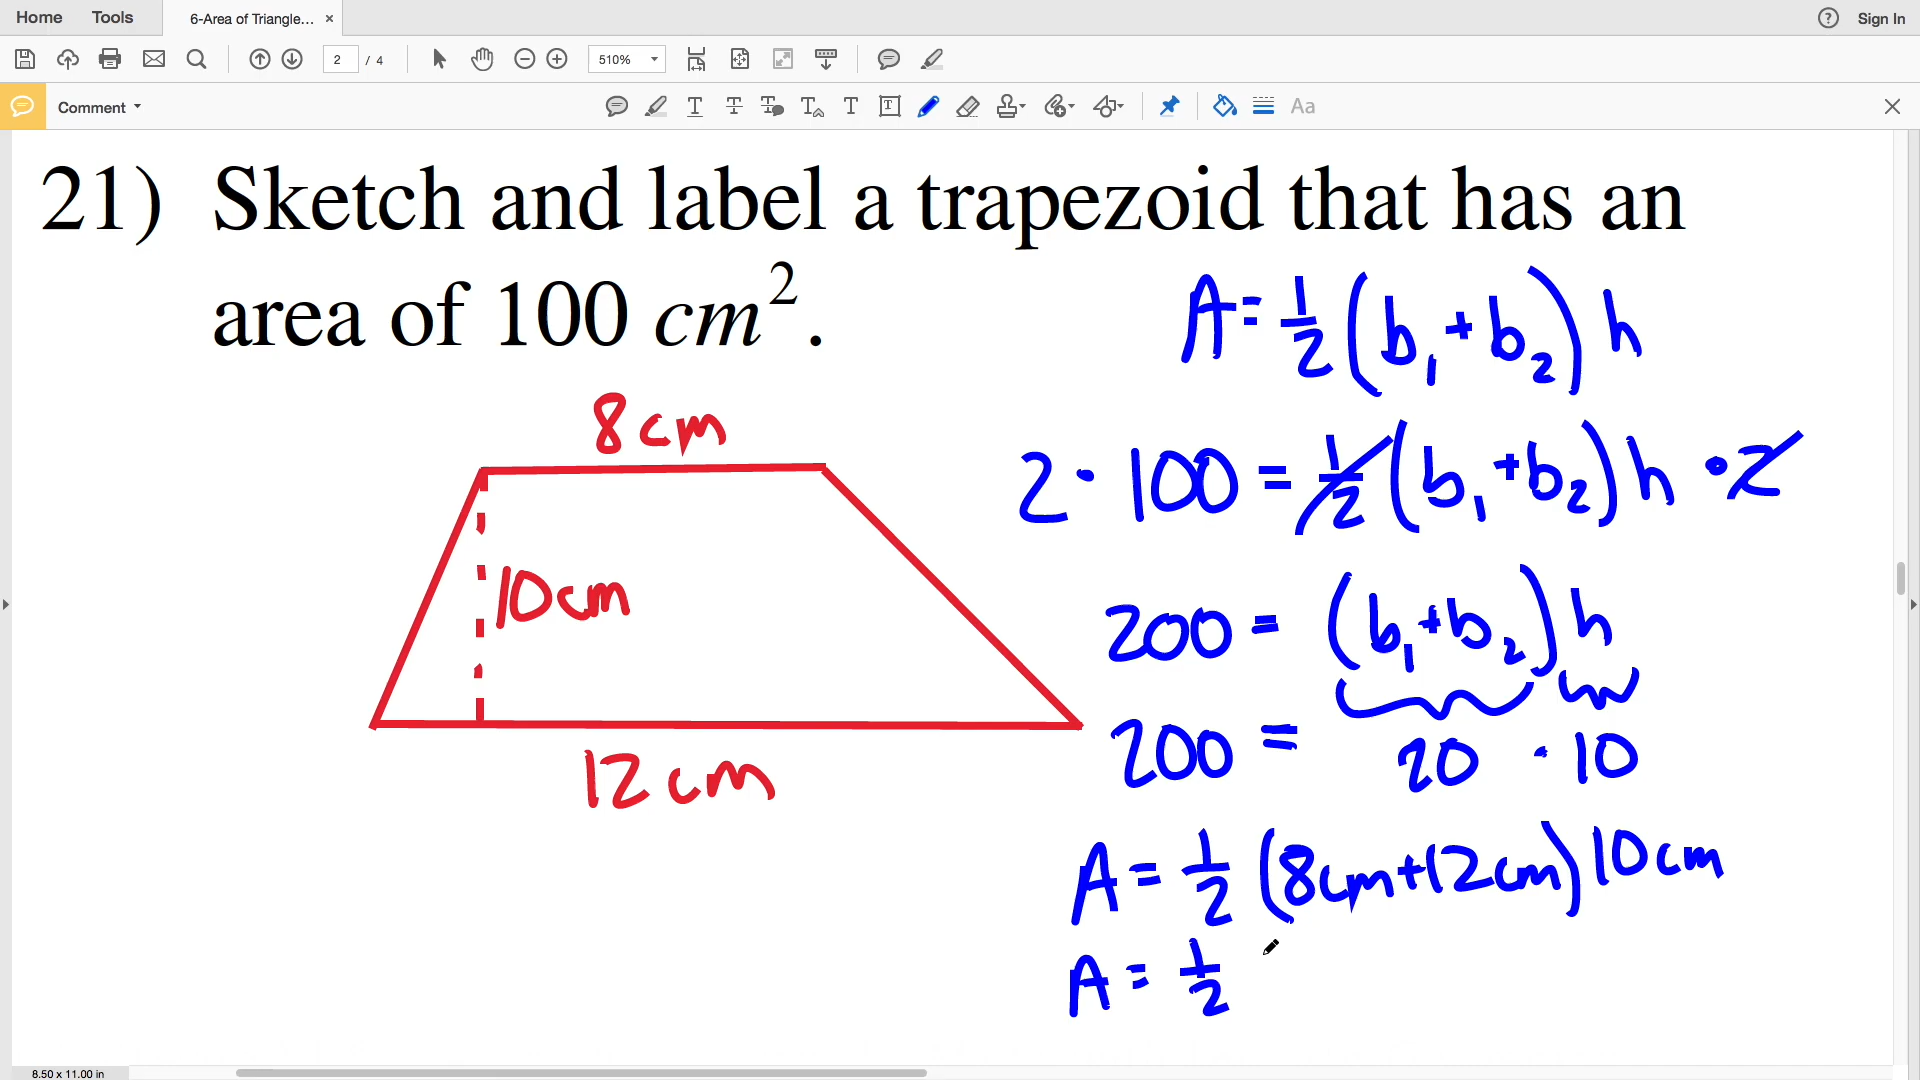 Home Tools 6-Area of Triangle... × ? Sign In
2 / 4 510%
Comment T T T T T T Aa
21) Sketch and label a trapezoid that has an
area of 100 cm².
A = 1/2 (b₁ + b₂) h
8 cm
2 · 100 = 1/2 (b₁ + b₂) h · 2
10 cm
200 = (b₁ + b₂) h
200 = 20 · 10
12 cm
A = 1/2 (8cm + 12cm) 10cm
A = 1/2
8.50 x 11.00 in